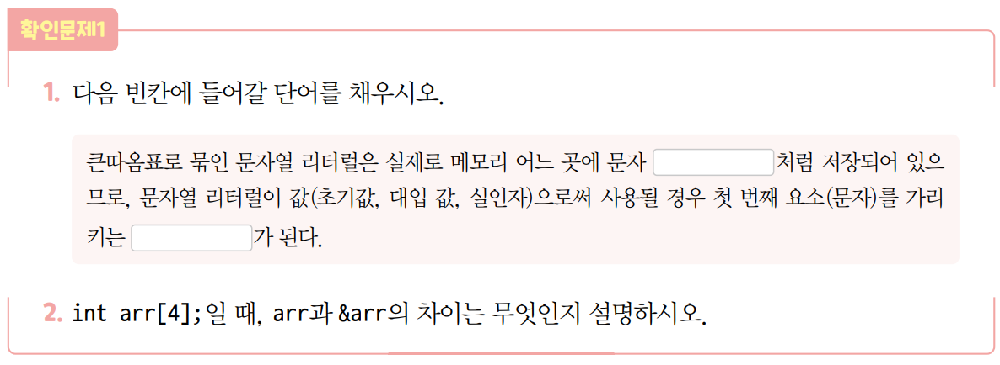 확인문제1
1. 다음 빈칸에 들어갈 단어를 채우시오.
큰따옴표로 묶인 문자열 리터럴은 실제로 메모리 어느 곳에 문자 처럼 저장되어 있으
므로, 문자열 리터럴이 값(초기값, 대입 값, 실인자)으로써 사용될 경우 첫 번째 요소(문자)를 가리
키는 가 된다.
2. int arr[4];일 때, arr과 &arr의 차이는 무엇인지 설명하시오.